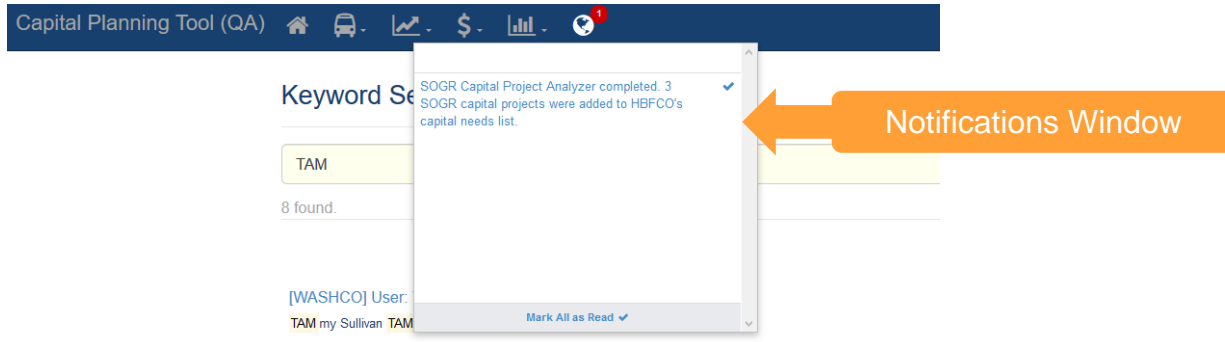 Capital Planning Tool (QA)
1
Keyword Se
SOGR Capital Project Analyzer completed. 3
SOGR capital projects were added to HBFCO's
capital needs list.
Notifications Window
TAM
8 found.
[WASHCO] User:
TAM my Sullivan TAM
Mark All as Read